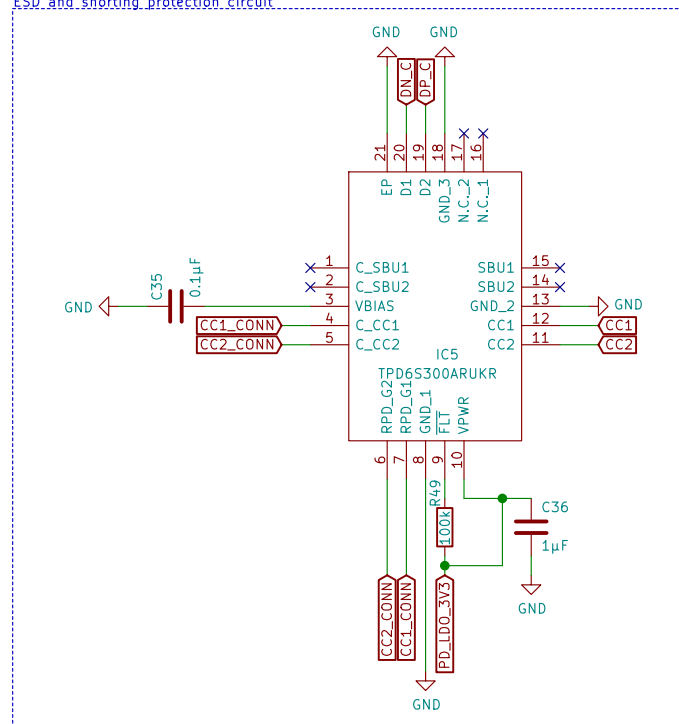 ESD and shorting protection circuit
GND
GND
DN_C
DP_C
21
20
19
18
17
16
EP
D1
D2
GND_3
N.C._2
N.C._1
C35
0.1µF
GND
1
C_SBU1
2
C_SBU2
3
VBIAS
4
C_CC1
5
C_CC2
CC1_CONN
CC2_CONN
SBU1
15
SBU2
14
GND_2
13
GND
CC1
12
CC1
CC2
11
CC2
IC5
TPD6S300ARUKR
RPD_G2
RPD_G1
GND_1
FLT
VPWR
6
7
8
9
10
R49
100k
C36
1µF
GND
CC2_CONN
CC1_CONN
PD_LDO_3V3
GND